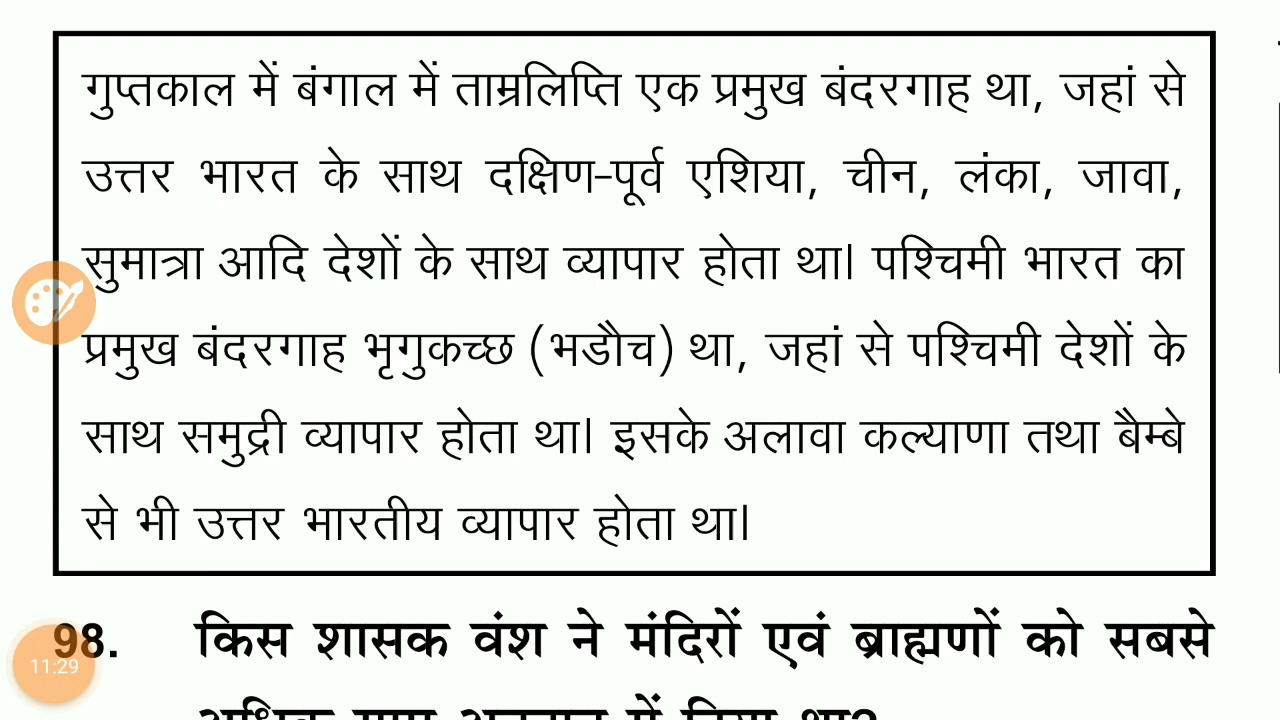 गुप्तकाल में बंगाल में ताम्रलिप्ति एक प्रमुख बंदरगाह था, जहां से
उत्तर भारत के साथ दक्षिण-पूर्व एशिया, चीन, लंका, जावा,
सुमात्रा आदि देशों के साथ व्यापार होता था। पश्चिमी भारत का
प्रमुख बंदरगाह भृगुकच्छ (भडौच) था, जहां से पश्चिमी देशों के
साथ समुद्री व्यापार होता था। इसके अलावा कल्याणा तथा बैम्बे
से भी उत्तर भारतीय व्यापार होता था।
98. किस शासक वंश ने मंदिरों एवं ब्राह्मणों को सबसे
11:29